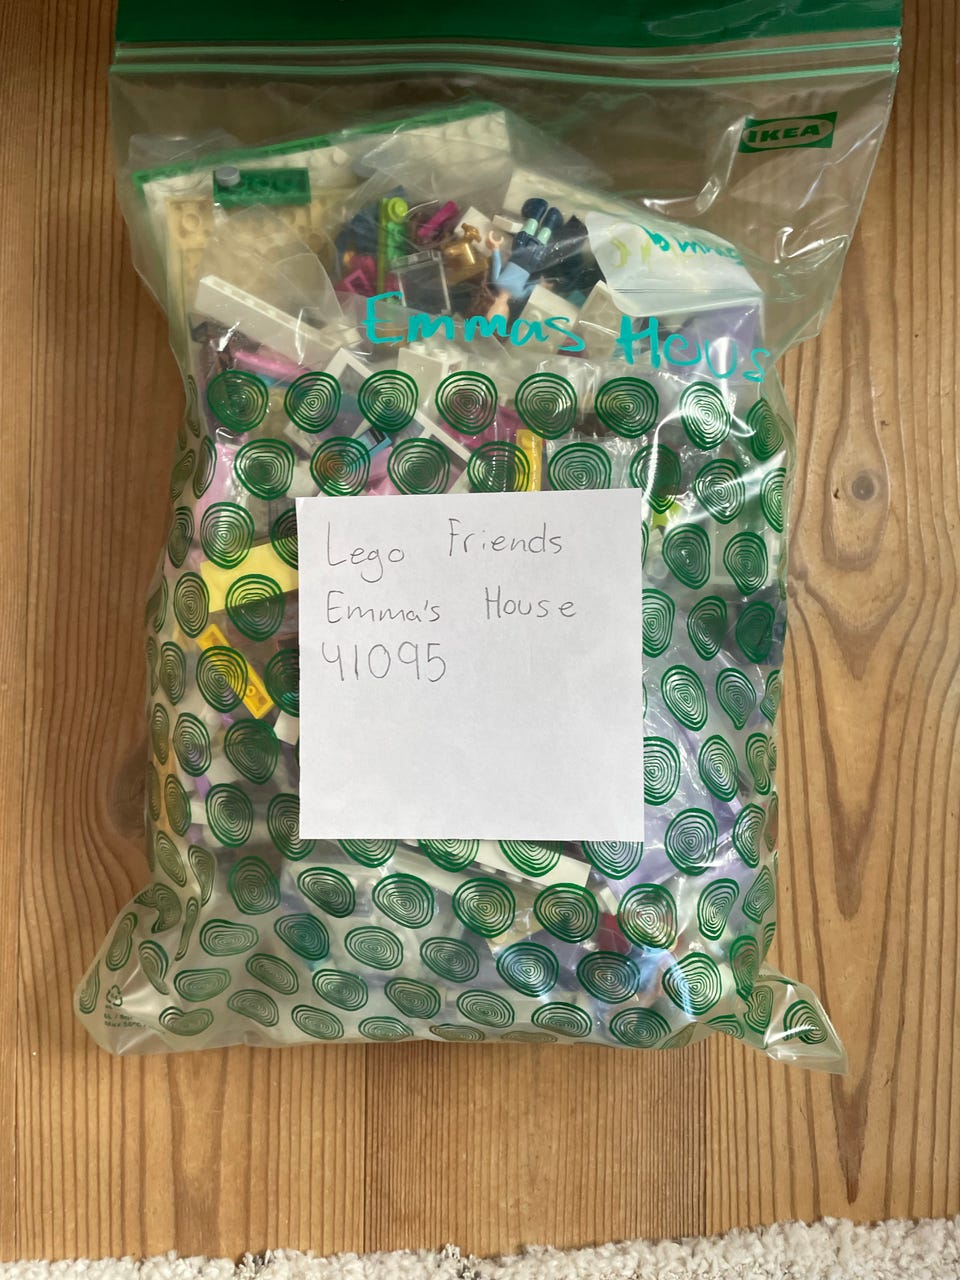 IKEA
Emmas Hous
Lego Friends
Emma's House
41095